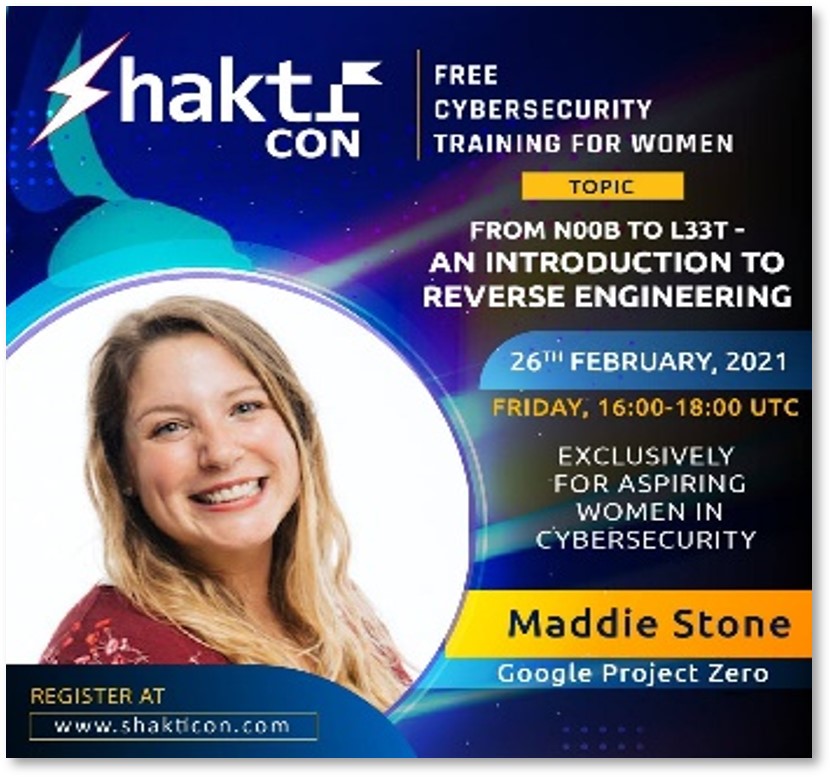 Shakti
CON
FREE
CYBERSECURITY
TRAINING FOR WOMEN
TOPIC
FROM N00B TO L33T -
AN INTRODUCTION TO
REVERSE ENGINEERING
26TH FEBRUARY, 2021
FRIDAY, 16:00-18:00 UTC
EXCLUSIVELY
FOR ASPIRING
WOMEN IN
CYBERSECURITY
Maddie Stone
Google Project Zero
REGISTER AT
www.shakticon.com